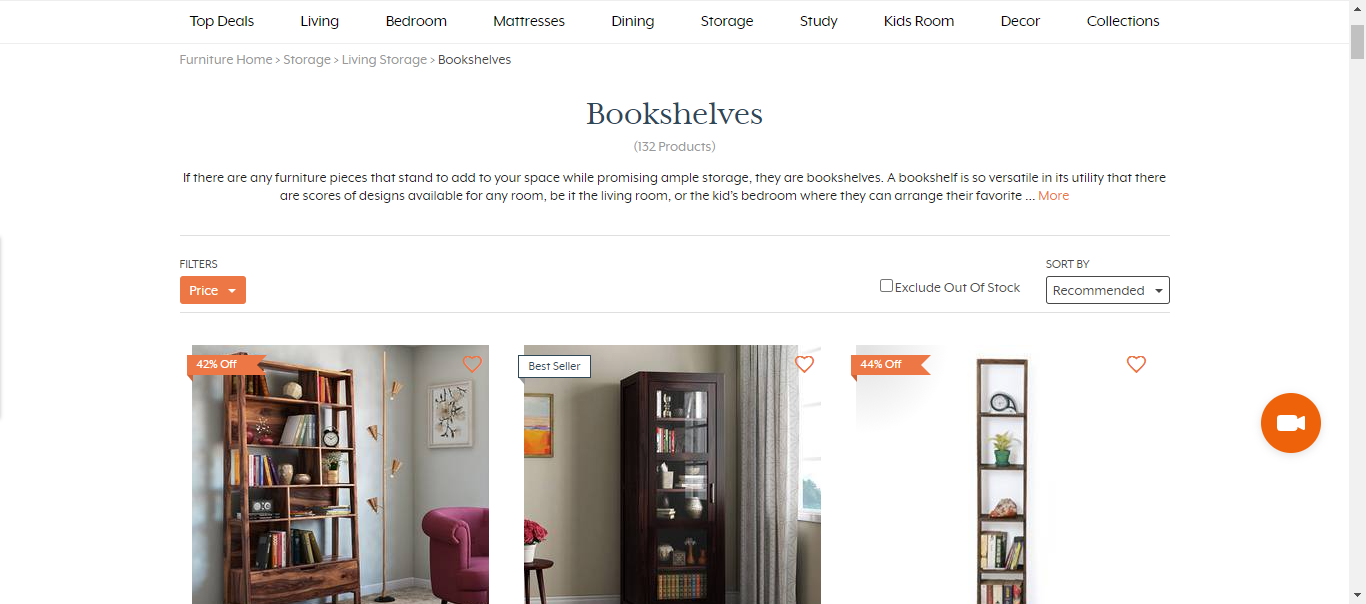 Top Deals Living Bedroom Mattresses Dining Storage Study Kids Room Decor Collections
Furniture Home > Storage > Living Storage > Bookshelves
Bookshelves
(132 Products)
If there are any furniture pieces that stand to add to your space while promising ample storage, they are bookshelves. A bookshelf is so versatile in its utility that there
are scores of designs available for any room, be it the living room, or the kid's bedroom where they can arrange their favorite ... More
FILTERS
Price
Exclude Out Of Stock
SORT BY
Recommended
42% Off
Best Seller
44% Off